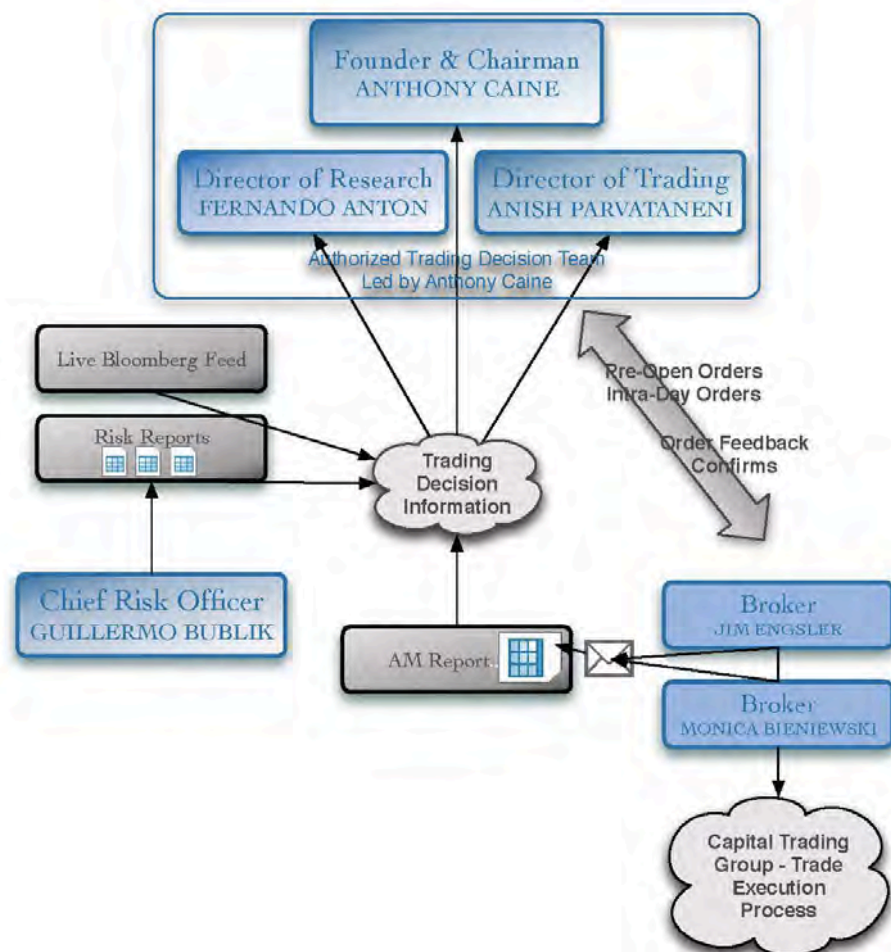 Founder & Chairman
ANTHONY CAINE
Director of Research
FERNANDO ANTON
Director of Trading
ANISH PARVATANENI
Authorized Trading Decision Team
Led by Anthony Caine
Live Bloomberg Feed
Risk Reports
Pre-Open Orders
Intra-Day Orders
Order Feedback
Confirms
Trading
Decision
Information
Chief Risk Officer
GUILLERMO BUBLIK
AM Report
Broker
JIM ENGSLER
Broker
MONICA BIENIEWSKI
Capital Trading
Group - Trade
Execution
Process